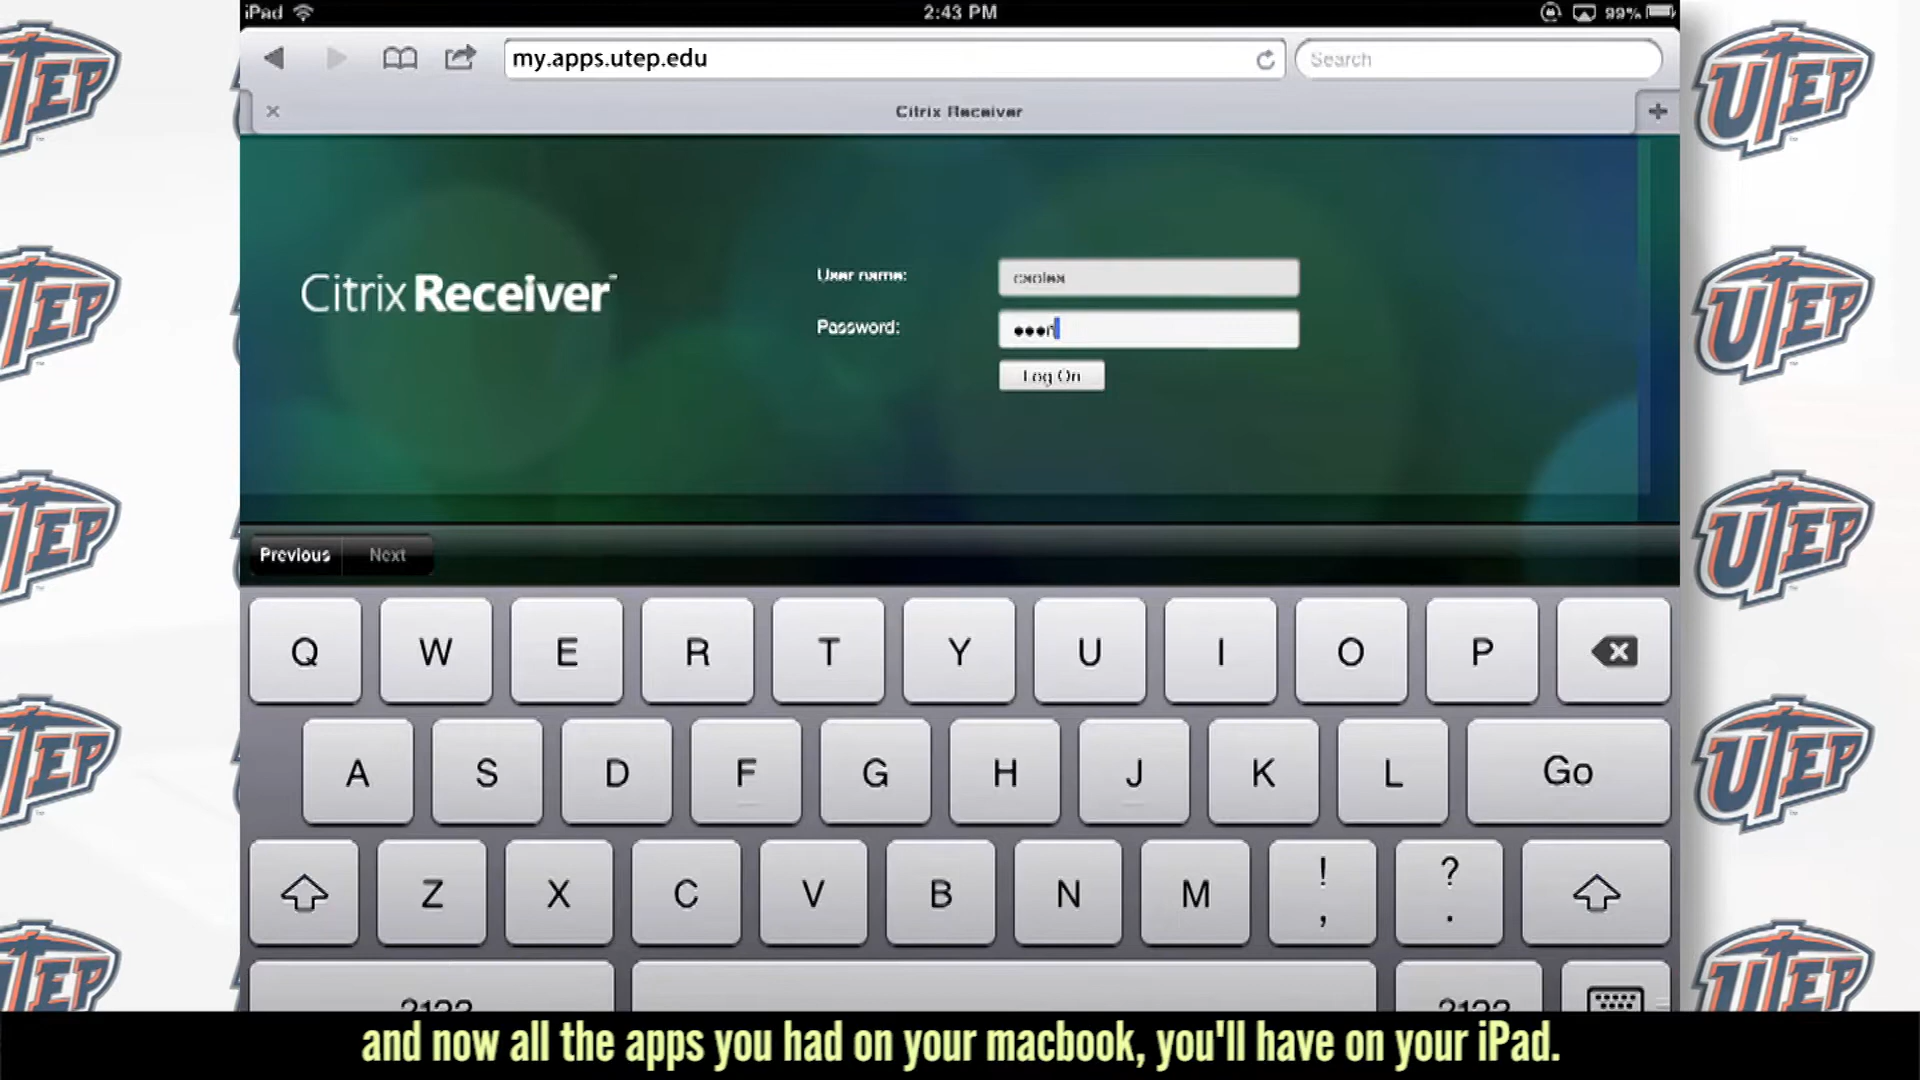 iPad
2:43 PM
99%
my.apps.utep.edu
Search
Citrix Receiver
Citrix Receiver
User name:
Password:
Log On
Previous Next
Q W E R T Y U I O P
A S D F G H J K L Go
Z X C V B N M ! , ? .
and now all the apps you had on your macbook, you'll have on your iPad.
UTEP
UTEP
UTEP
UTEP
UTEP
UTEP
UTEP
UTEP
UTEP
UTEP